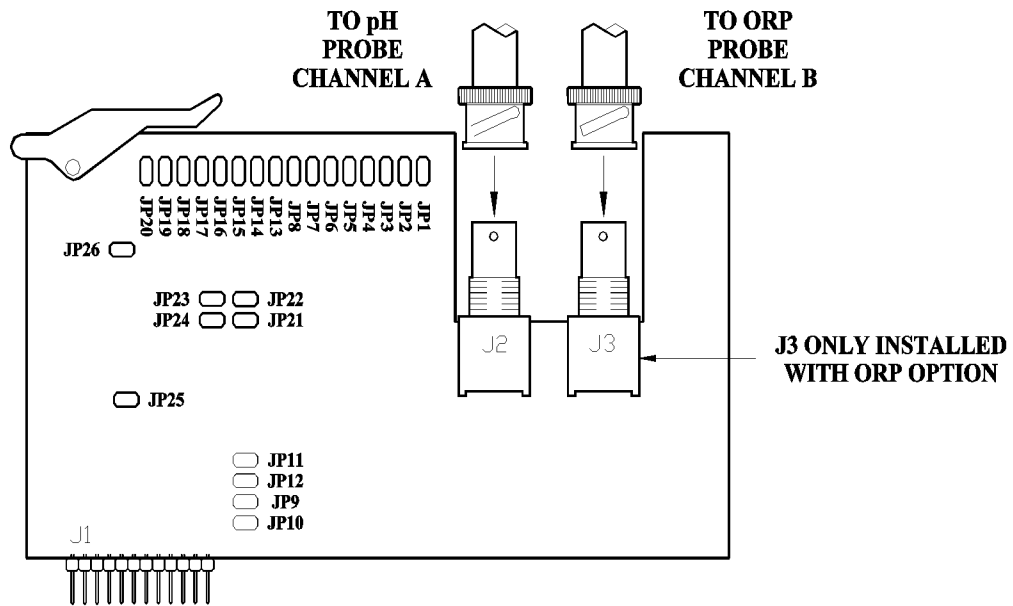 TO pH
PROBE
CHANNEL A
TO ORP
PROBE
CHANNEL B
JP20
JP19
JP18
JP17
JP16
JP15
JP14
JP13
JP8
JP7
JP6
JP5
JP4
JP3
JP2
JP1
JP26
JP23
JP22
JP24
JP21
J2
J3
J3 ONLY INSTALLED
WITH ORP OPTION
JP25
JP11
JP12
JP9
JP10
J1